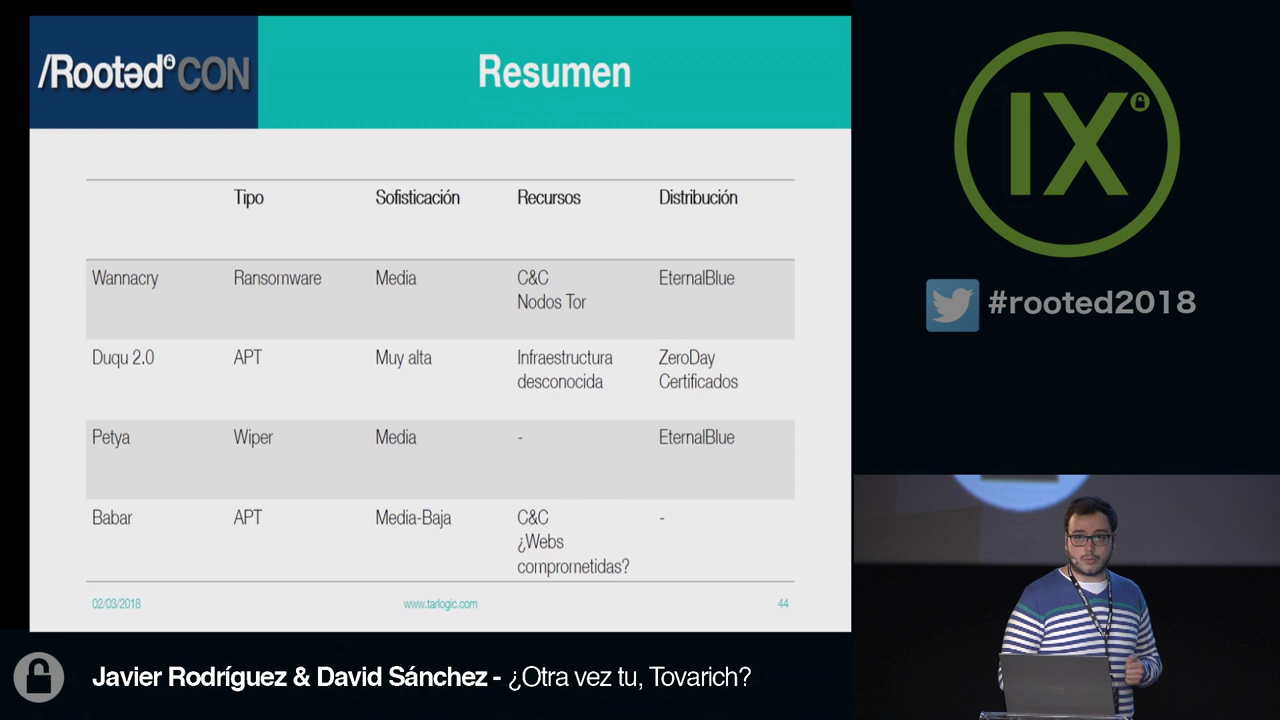 /Rootəd CON
Resumen
IX
#rooted2018
Tipo Sofisticación Recursos Distribución
Wannacry Ransomware Media C&C EternalBlue
Nodos Tor
Duqu 2.0 APT Muy alta Infraestructura ZeroDay
desconocida Certificados
Petya Wiper Media - EternalBlue
Babar APT Media-Baja C&C -
¿Webs
comprometidas?
02/03/2018 www.tarlogic.com 44
Javier Rodríguez & David Sánchez - ¿Otra vez tu, Tovarich?